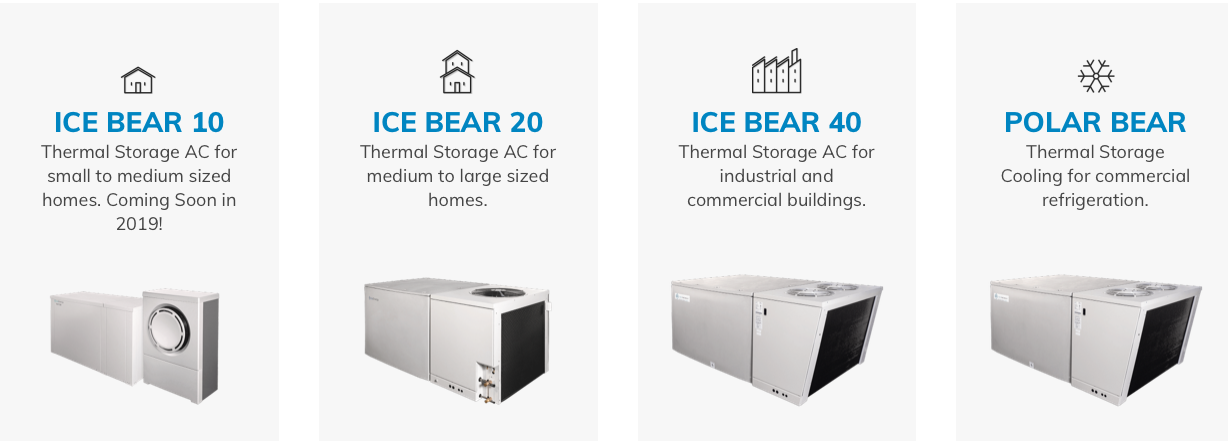 ICE BEAR 10
Thermal Storage AC for
small to medium sized
homes. Coming Soon in
2019!
ICE BEAR 20
Thermal Storage AC for
medium to large sized
homes.
ICE BEAR 40
Thermal Storage AC for
industrial and
commercial buildings.
POLAR BEAR
Thermal Storage
Cooling for commercial
refrigeration.